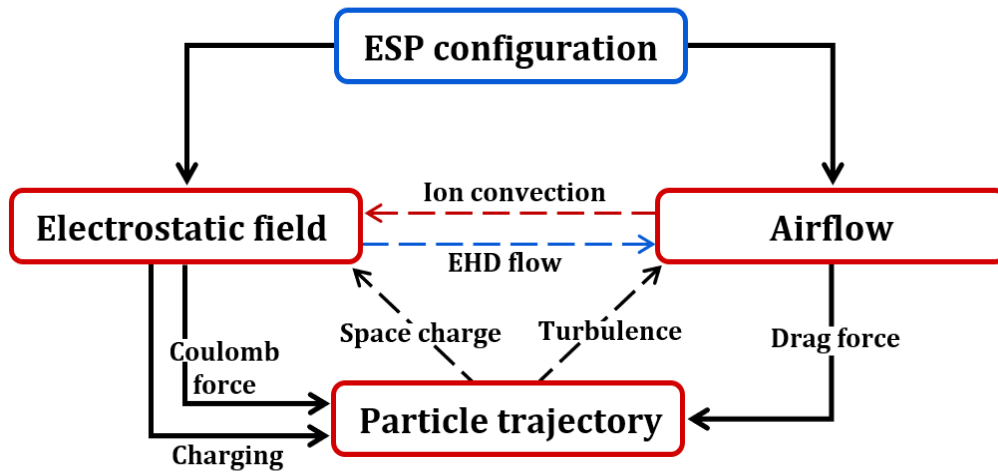 ESP configuration
Ion convection
Electrostatic field
Airflow
EHD flow
Space charge
Turbulence
Drag force
Coulomb
force
Particle trajectory
Charging